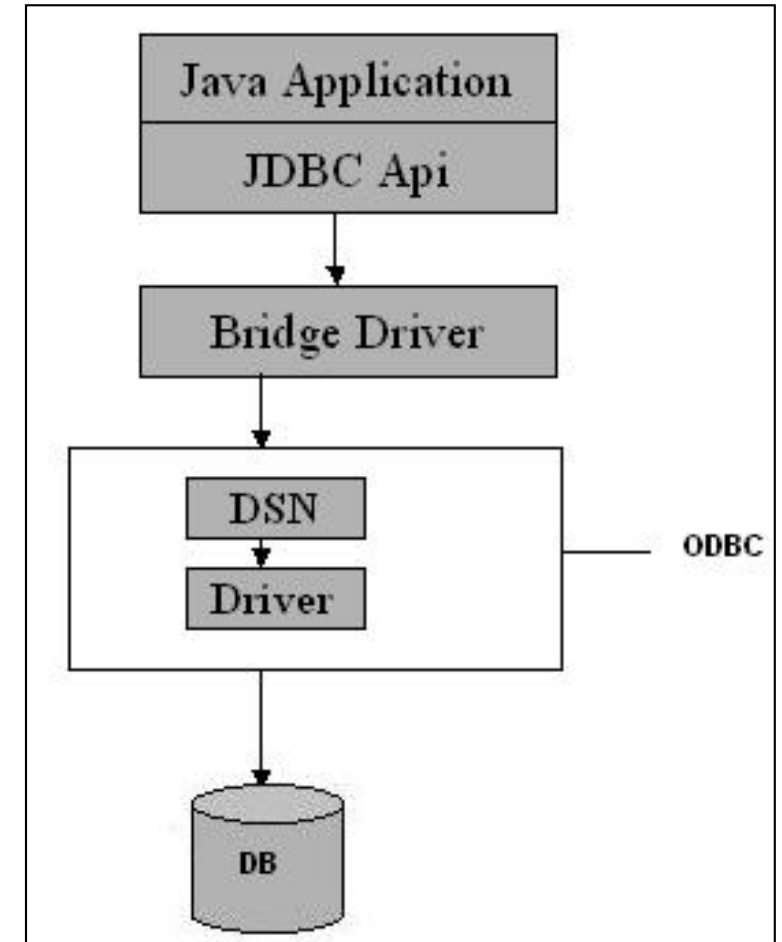 Java Application
JDBC Api
Bridge Driver
DSN
Driver
ODBC
DB